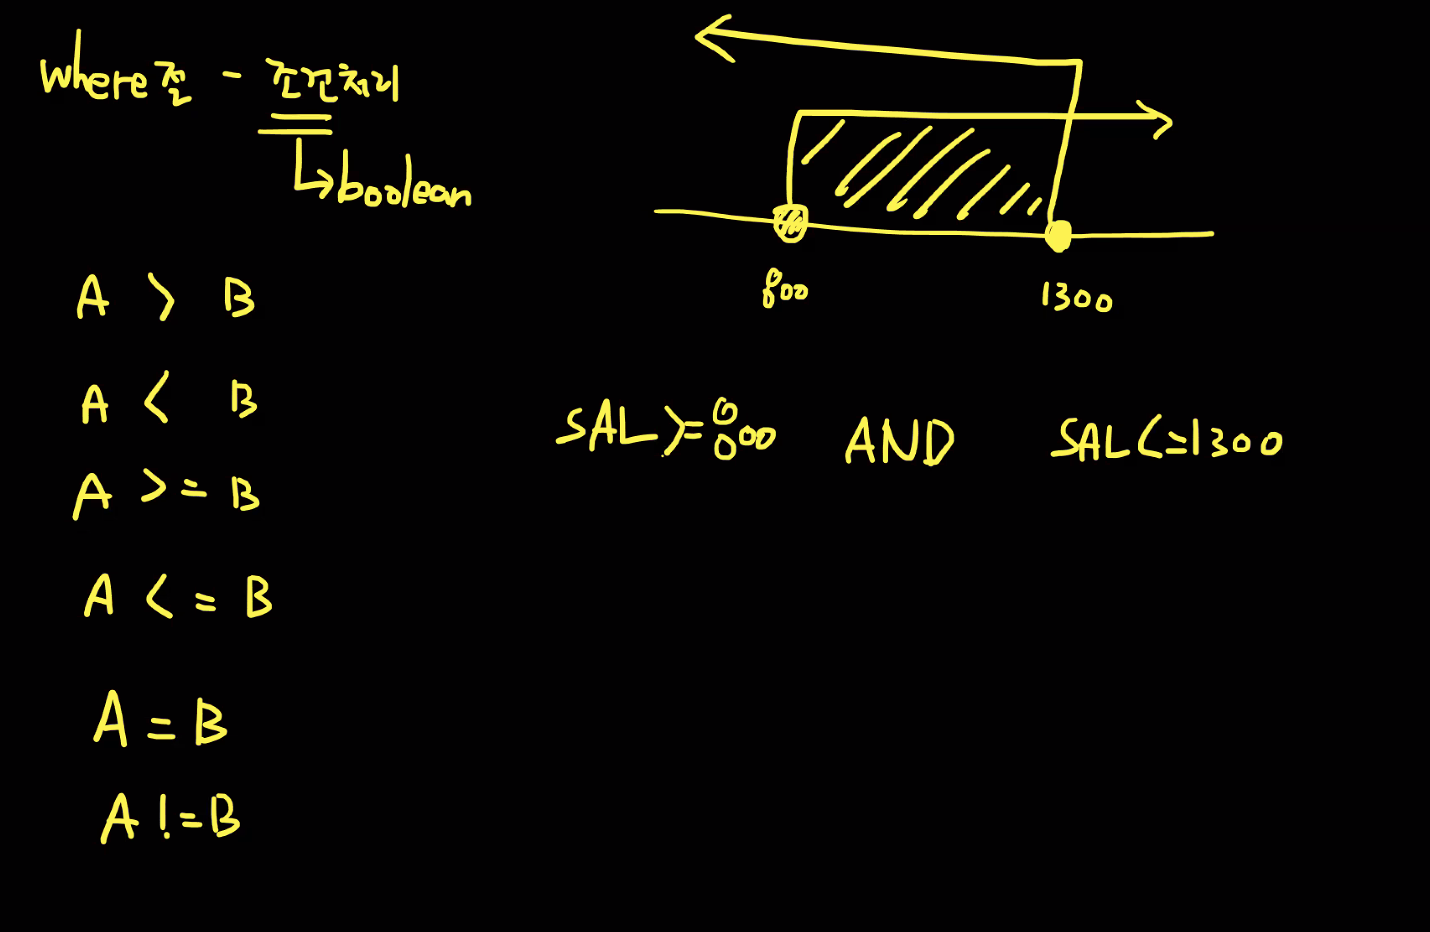 where절 - 조건처리
boolean
A > B
A < B
A >= B
A <= B
A = B
A != B
800 1300
SAL>=800 AND SAL<=1300